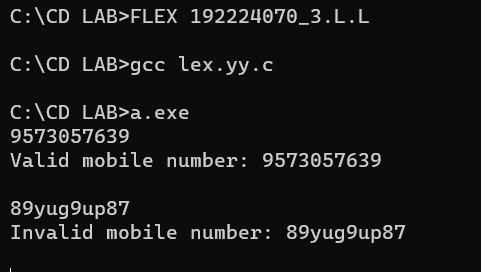 C:\CD LAB>FLEX 192224070_3.L.L
C:\CD LAB>gcc lex.yy.c
C:\CD LAB>a.exe
9573057639
Valid mobile number: 9573057639
89yug9up87
Invalid mobile number: 89yug9up87